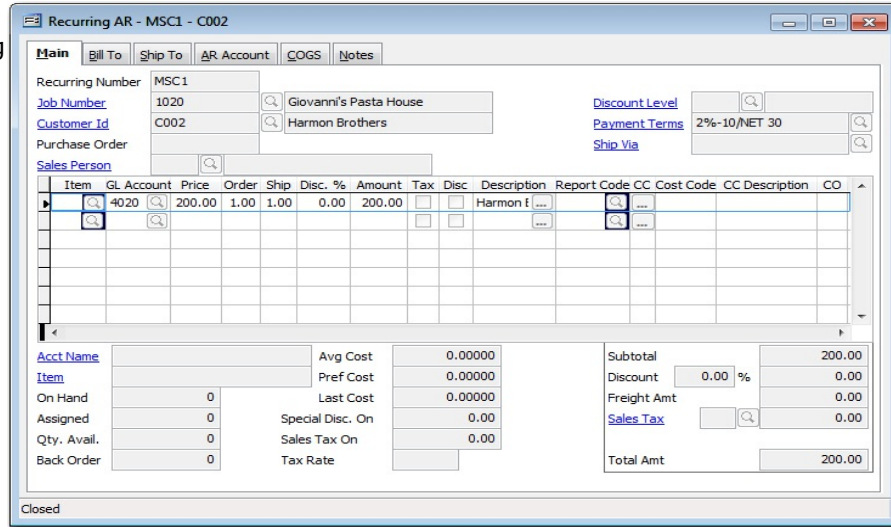 g
Recurring AR - MSC1 - C002
Main Bill To Ship To AR Account COGS Notes
Recurring Number MSC1
Job Number 1020 Giovanni's Pasta House Discount Level
Customer Id C002 Harmon Brothers Payment Terms 2%-10/NET 30
Purchase Order Ship Via
Sales Person
Item GL Account Price Order Ship Disc. % Amount Tax Disc Description Report Code CC Cost Code CC Description CO
4020 200.00 1.00 1.00 0.00 200.00 Harmon E ... ...
... ...
Acct Name Avg Cost 0.00000 Subtotal 200.00
Item Pref Cost 0.00000 Discount 0.00 % 0.00
On Hand 0 Last Cost 0.00000 Freight Amt 0.00
Assigned 0 Special Disc. On 0.00 Sales Tax 0.00
Qty. Avail. 0 Sales Tax On 0.00
Back Order 0 Tax Rate Total Amt 200.00
Closed